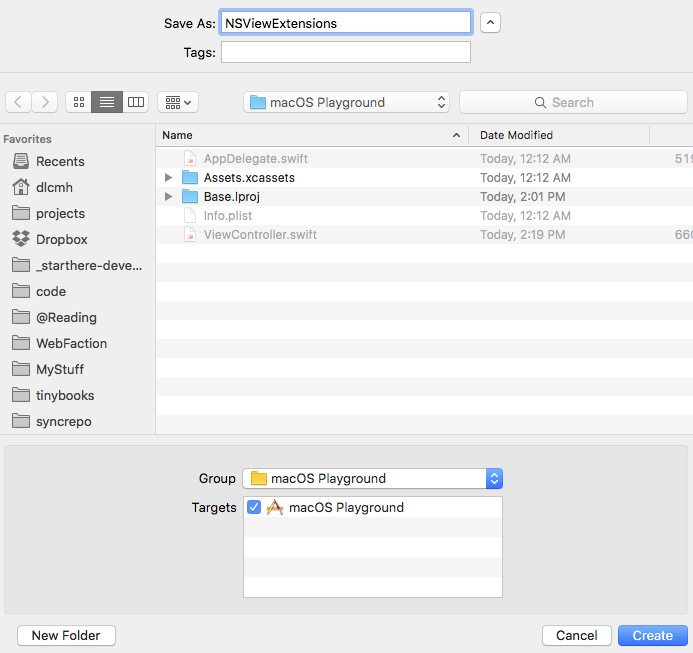 Save As: NSViewExtensions
Tags:
macOS Playground
Search
Favorites
Recents
dlcmh
projects
Dropbox
_starthere-deve...
code
@Reading
WebFaction
MyStuff
tinybooks
syncrepo
Name Date Modified
AppDelegate.swift Today, 12:12 AM 519
Assets.xcassets Today, 12:12 AM
Base.lproj Today, 2:01 PM
Info.plist Today, 12:12 AM
ViewController.swift Today, 2:19 PM 660
Group macOS Playground
Targets macOS Playground
New Folder Cancel Create